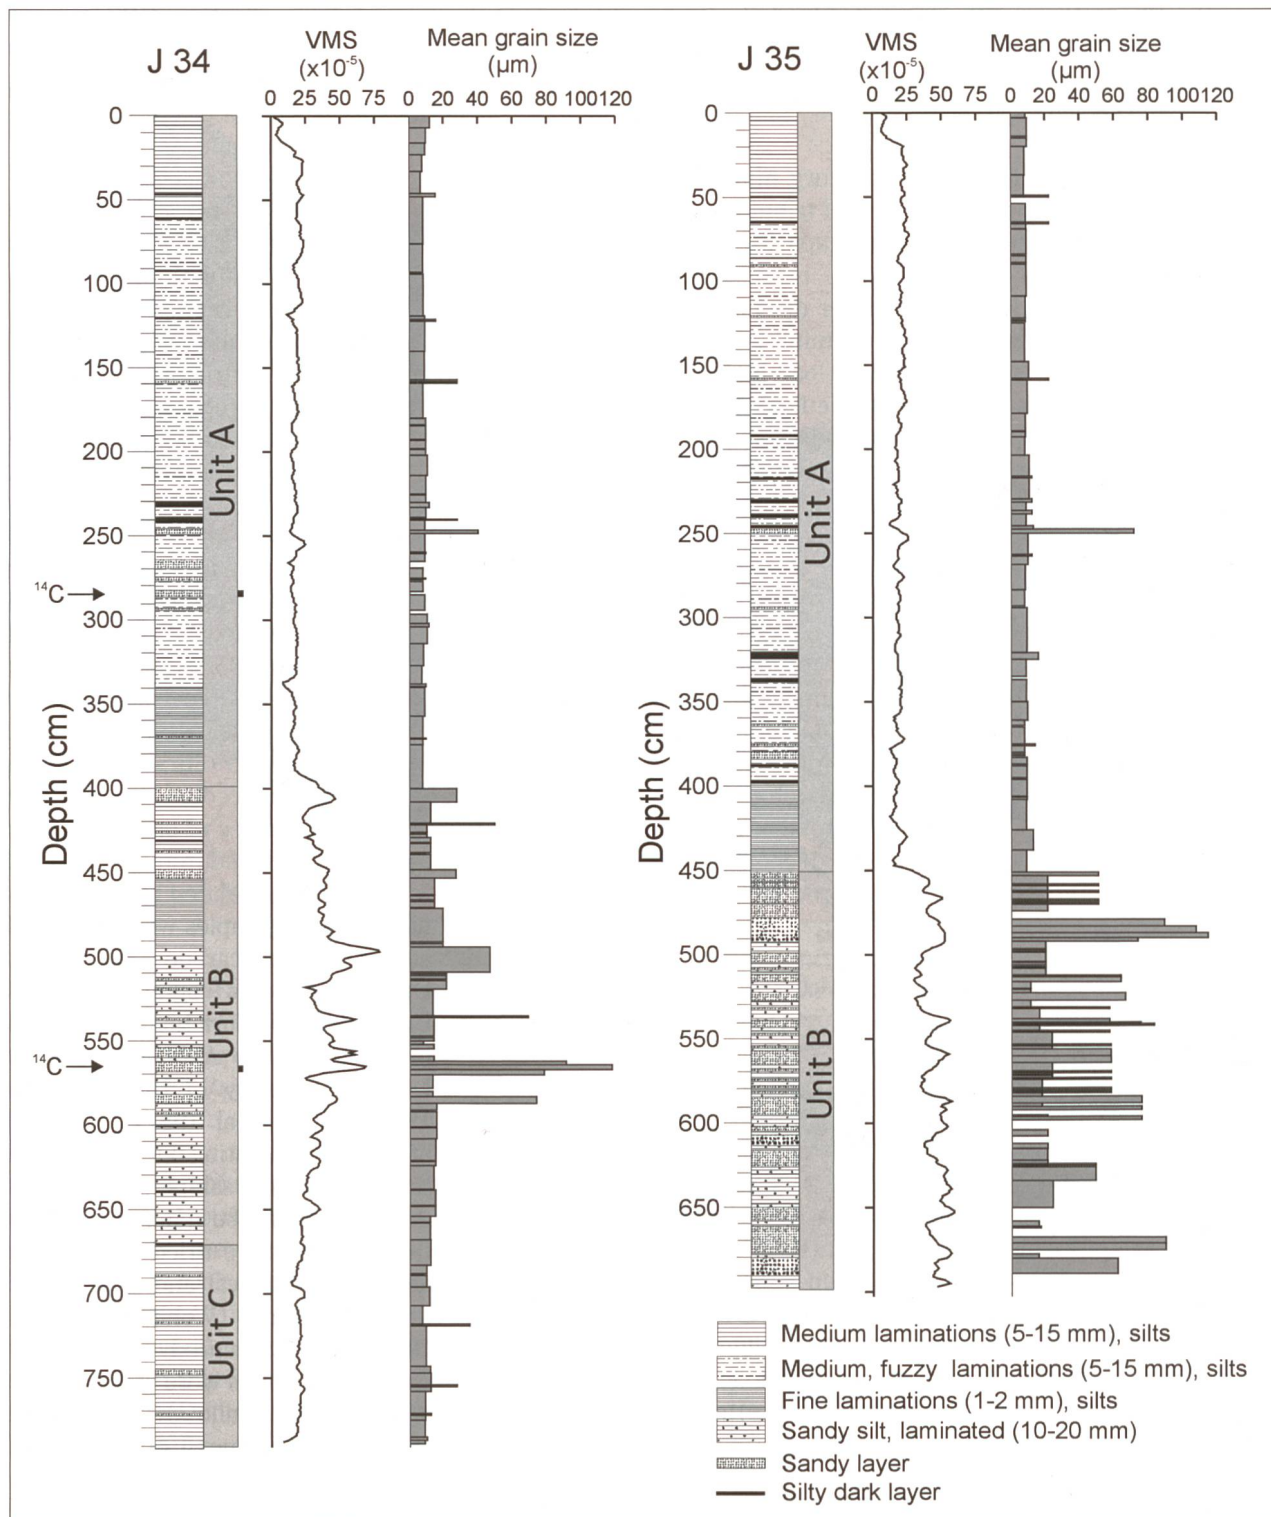 J 34
VMS
(x10⁻⁵)
0 25 50 75
Mean grain size
(µm)
0 20 40 60 80 100 120
J 35
VMS
(x10⁻⁵)
0 25 50 75
Mean grain size
(µm)
0 20 40 60 80 100 120
Depth (cm)
0
50
100
150
200
250
300
350
400
450
500
550
600
650
700
750
¹⁴C
¹⁴C
Unit A
Unit B
Unit C
Depth (cm)
0
50
100
150
200
250
300
350
400
450
500
550
600
650
Unit A
Unit B
Medium laminations (5-15 mm), silts
Medium, fuzzy laminations (5-15 mm), silts
Fine laminations (1-2 mm), silts
Sandy silt, laminated (10-20 mm)
Sandy layer
Silty dark layer